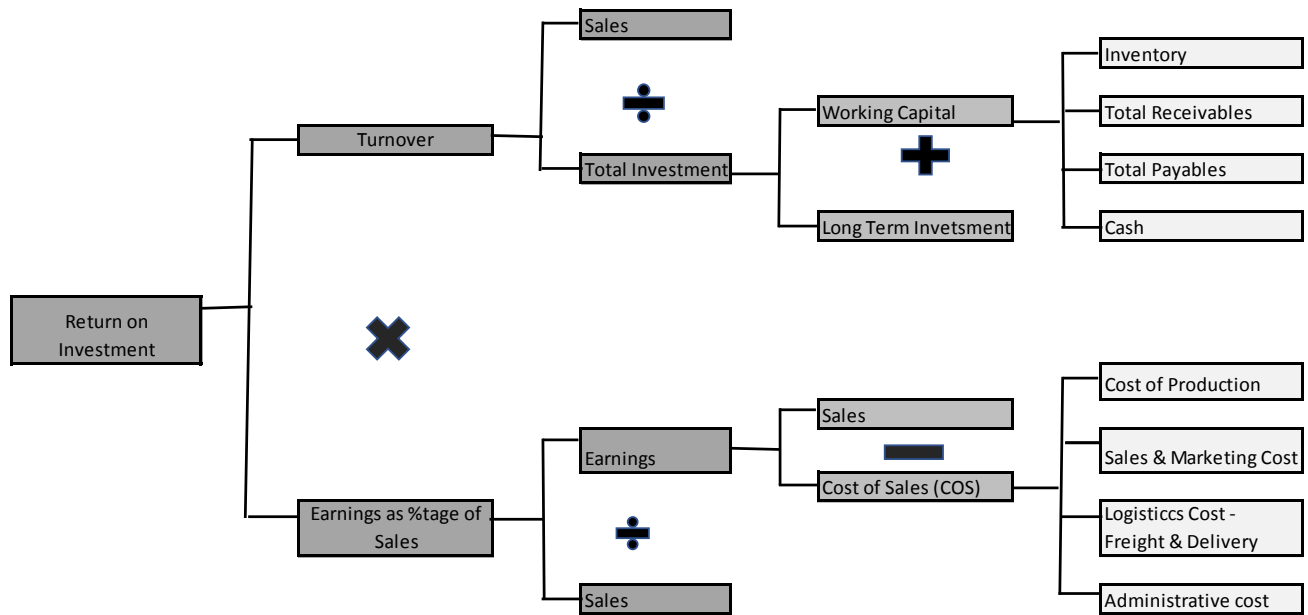 Sales
Inventory
Working Capital
Total Receivables
Turnover
Total Investment
Total Payables
Long Term Invetsment
Cash
Return on
Investment
Cost of Production
Sales
Earnings
Sales & Marketing Cost
Cost of Sales (COS)
Earnings as %tage of
Sales
Logisticcs Cost -
Freight & Delivery
Sales
Administrative cost